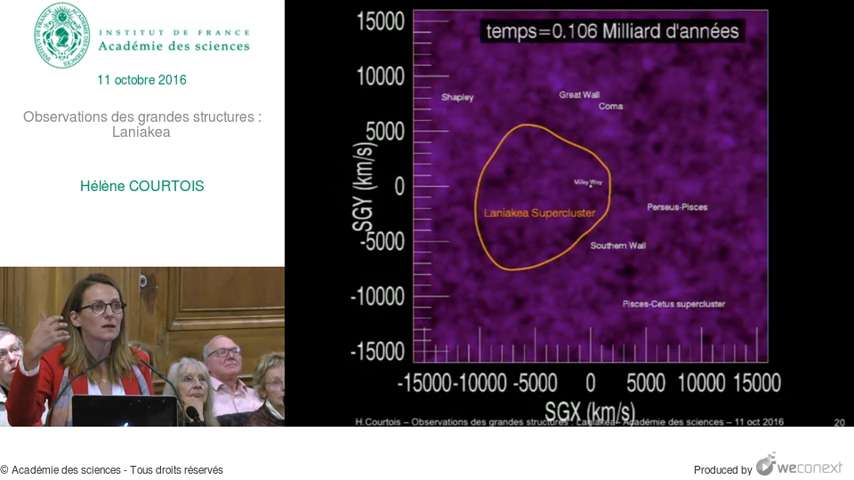 INSTITUT DE FRANCE
Académie des sciences
11 octobre 2016
Observations des grandes structures :
Laniakea
Hélène COURTOIS
temps=0.106 Milliard d'années
15000
10000
5000
0
-5000
-10000
-15000
SGY (km/s)
Shapley
Great Wall
Coma
Milky Way
Laniakea Supercluster
Perseus-Pisces
Southern Wall
Pisces-Cetus supercluster
-15000 -10000 -5000 0 5000 10000 15000
SGX (km/s)
H.Courtois – Observations des grandes structures : Laniakea – Académie des sciences – 11 oct 2016
20
© Académie des sciences - Tous droits réservés
Produced by weconext